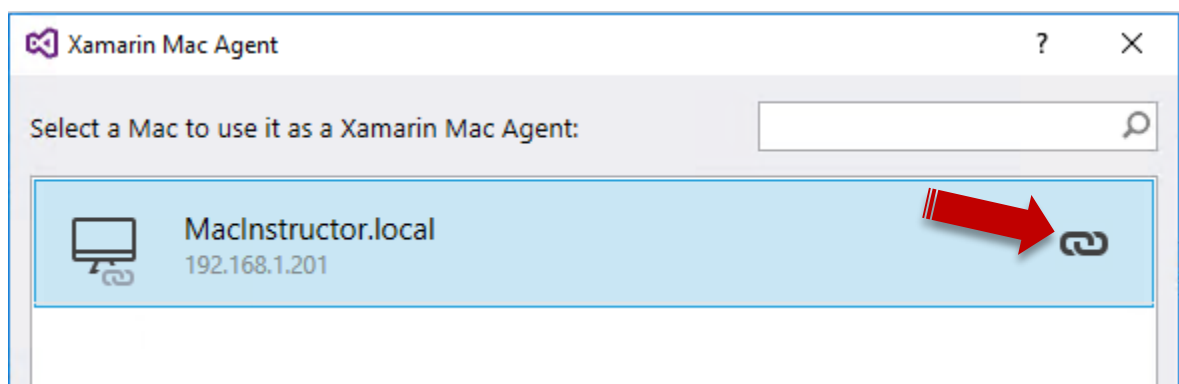 Xamarin Mac Agent
?
Select a Mac to use it as a Xamarin Mac Agent:
MacInstructor.local
192.168.1.201